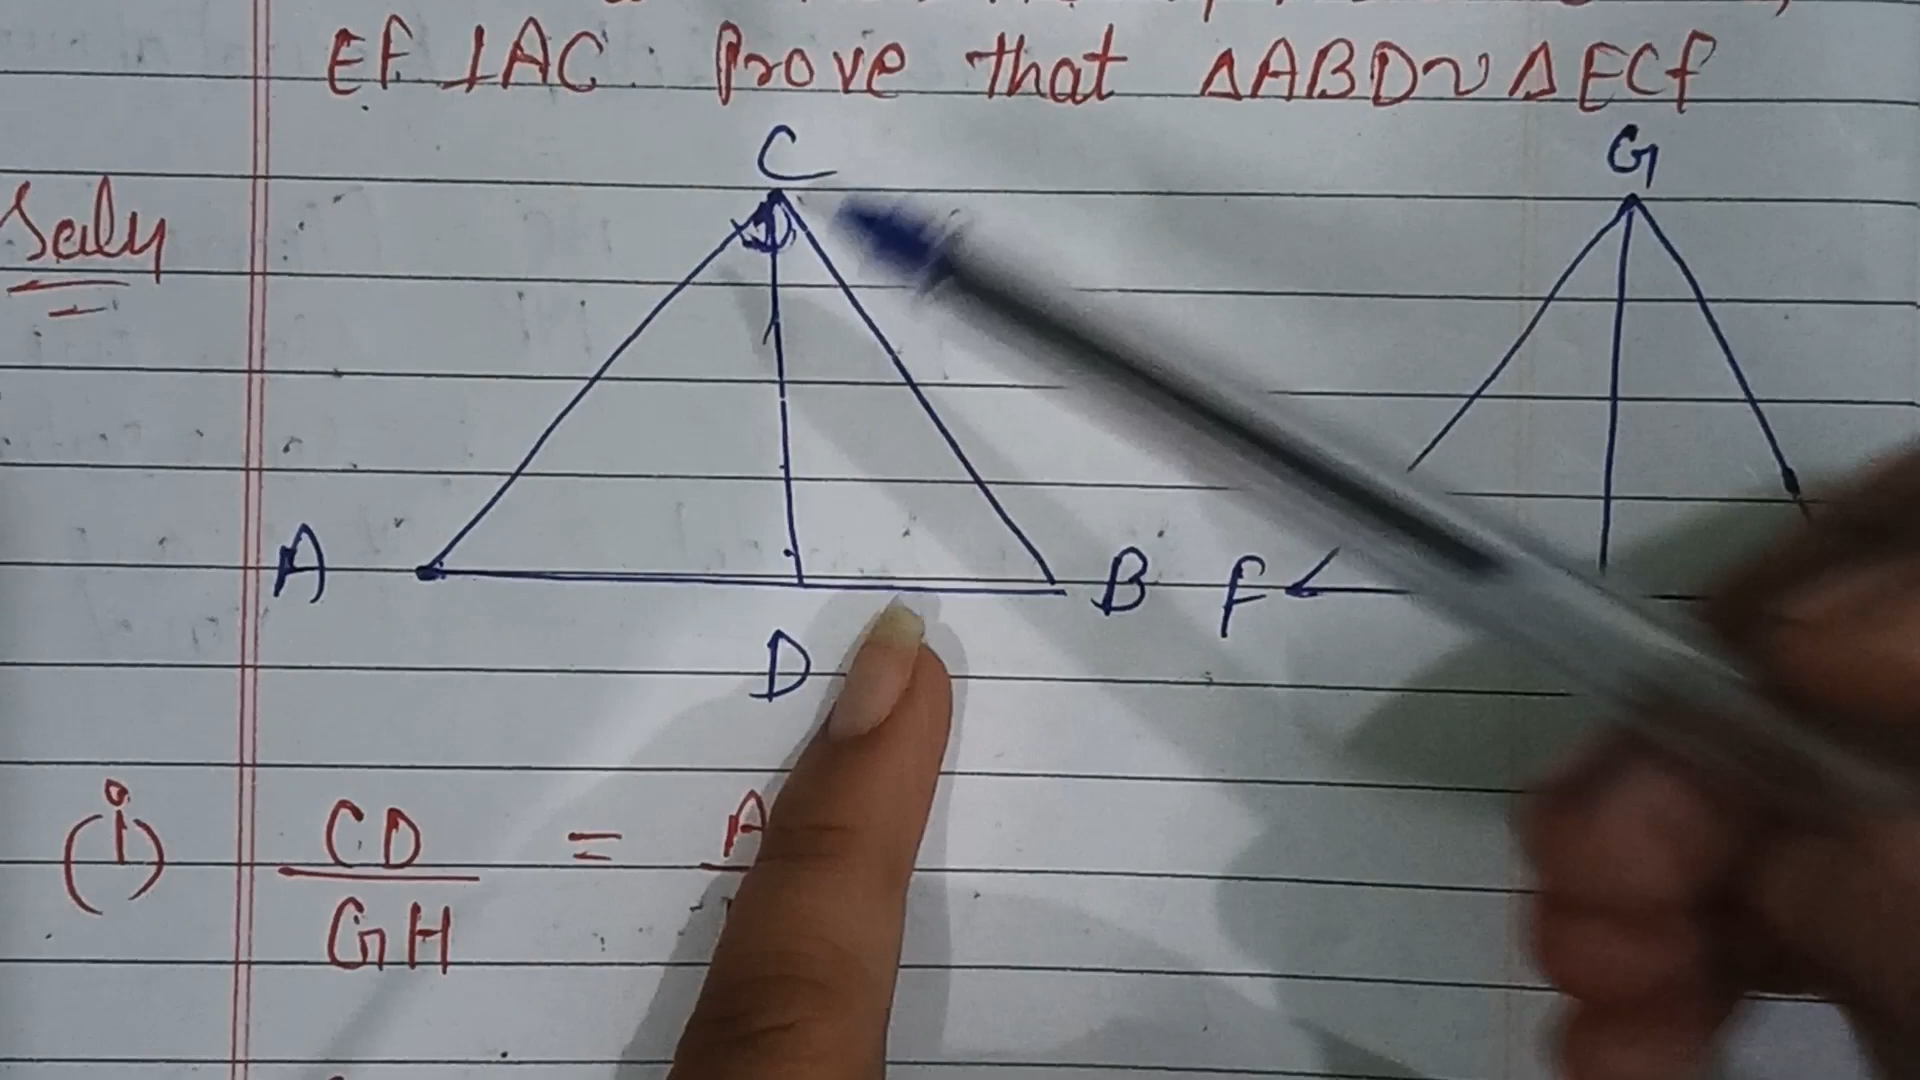 EF ⊥ AC. Prove that ΔABD ~ ΔECF
C
G
Soln
A
B
F
D
(i) CD = A
GH